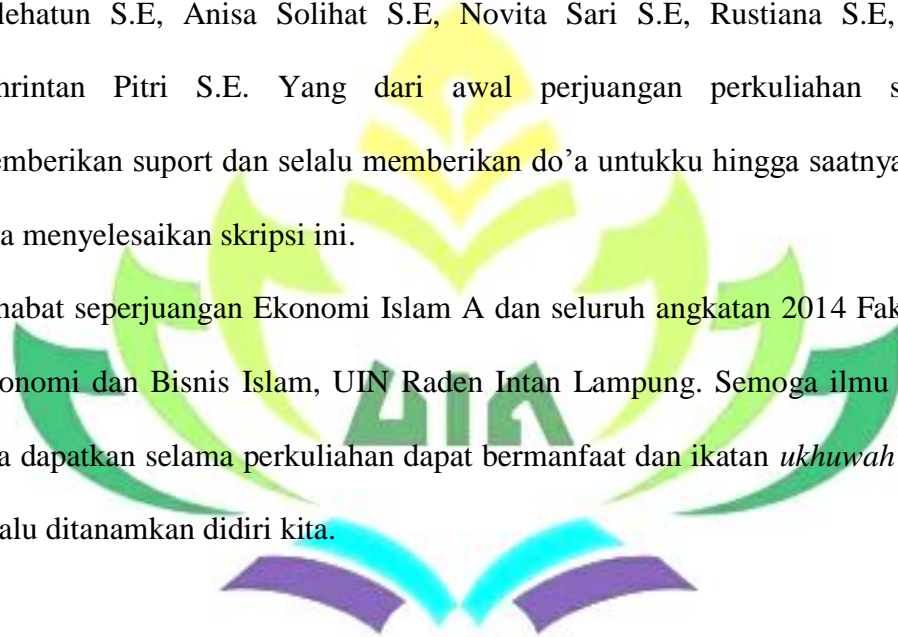 lehatun S.E, Anisa Solihat S.E, Novita Sari S.E, Rustiana S.E,
nrintan Pitri S.E. Yang dari awal perjuangan perkuliahan s
emberikan suport dan selalu memberikan do’a untukku hingga saatnya
a menyelesaikan skripsi ini.
habat seperjuangan Ekonomi Islam A dan seluruh angkatan 2014 Fak
onomi dan Bisnis Islam, UIN Raden Intan Lampung. Semoga ilmu
a dapatkan selama perkuliahan dapat bermanfaat dan ikatan ukhuwah
alu ditanamkan didiri kita.